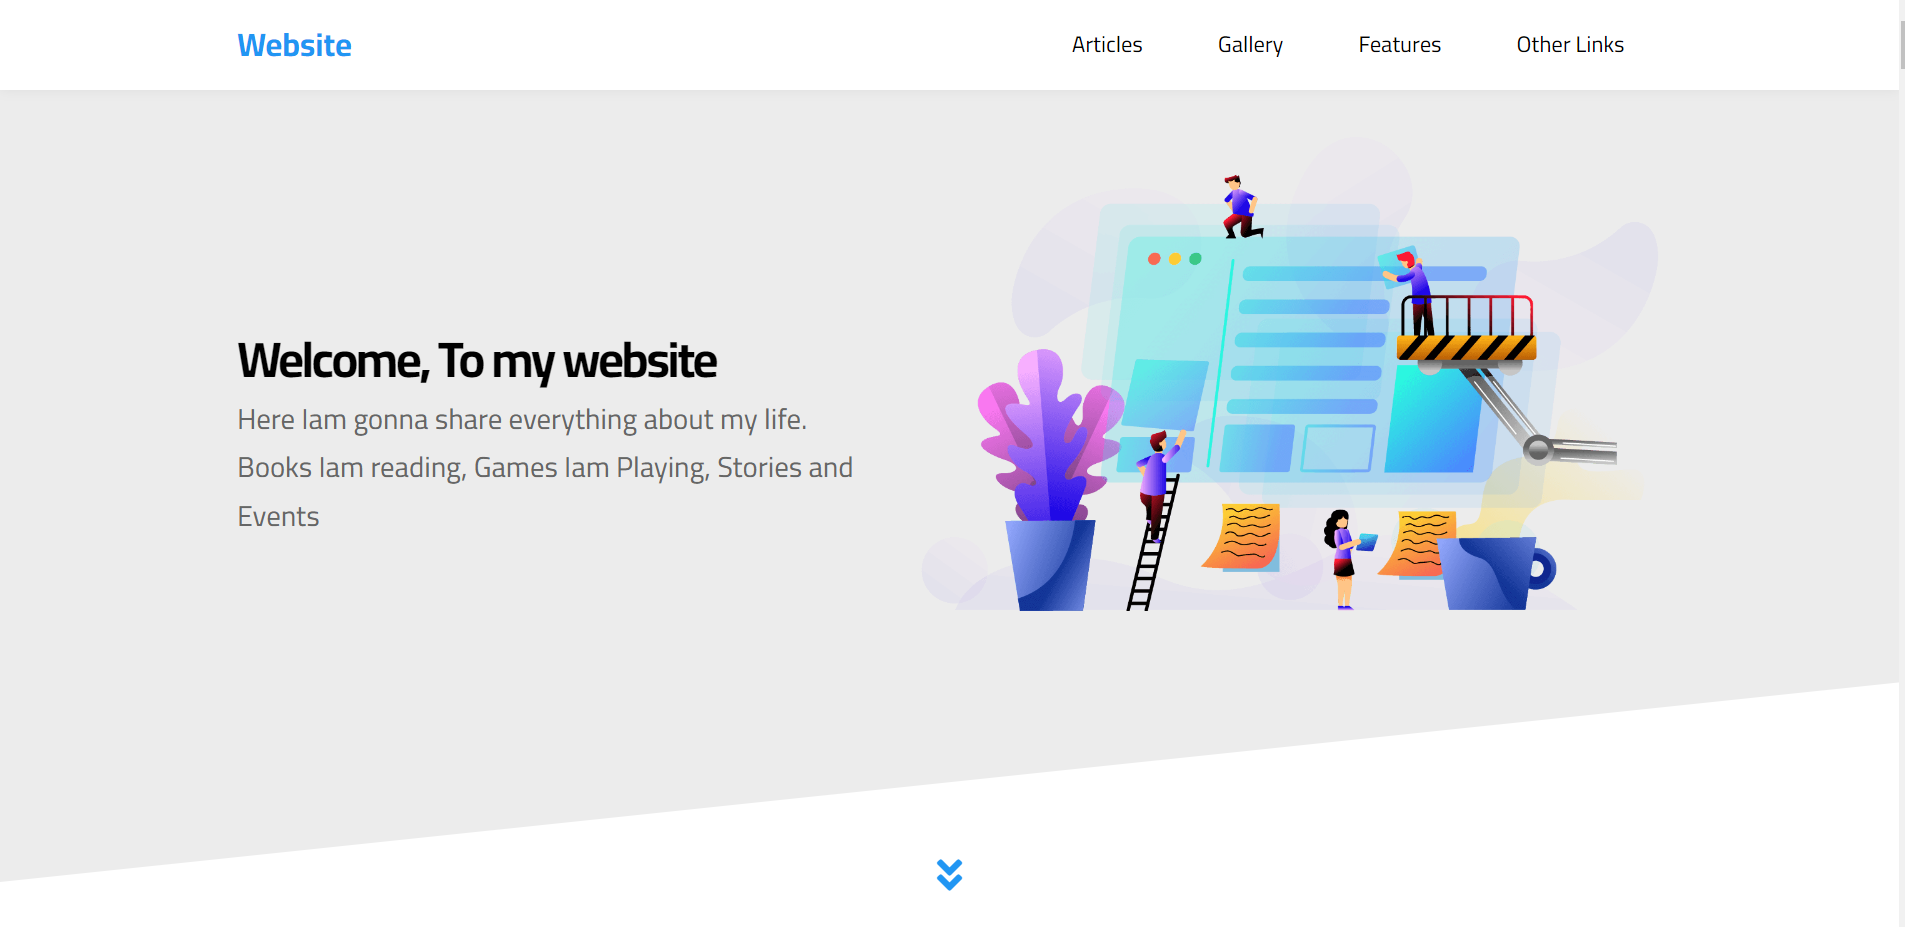 Website
Articles
Gallery
Features
Other Links
Welcome, To my website
Here Iam gonna share everything about my life.
Books Iam reading, Games Iam Playing, Stories and
Events